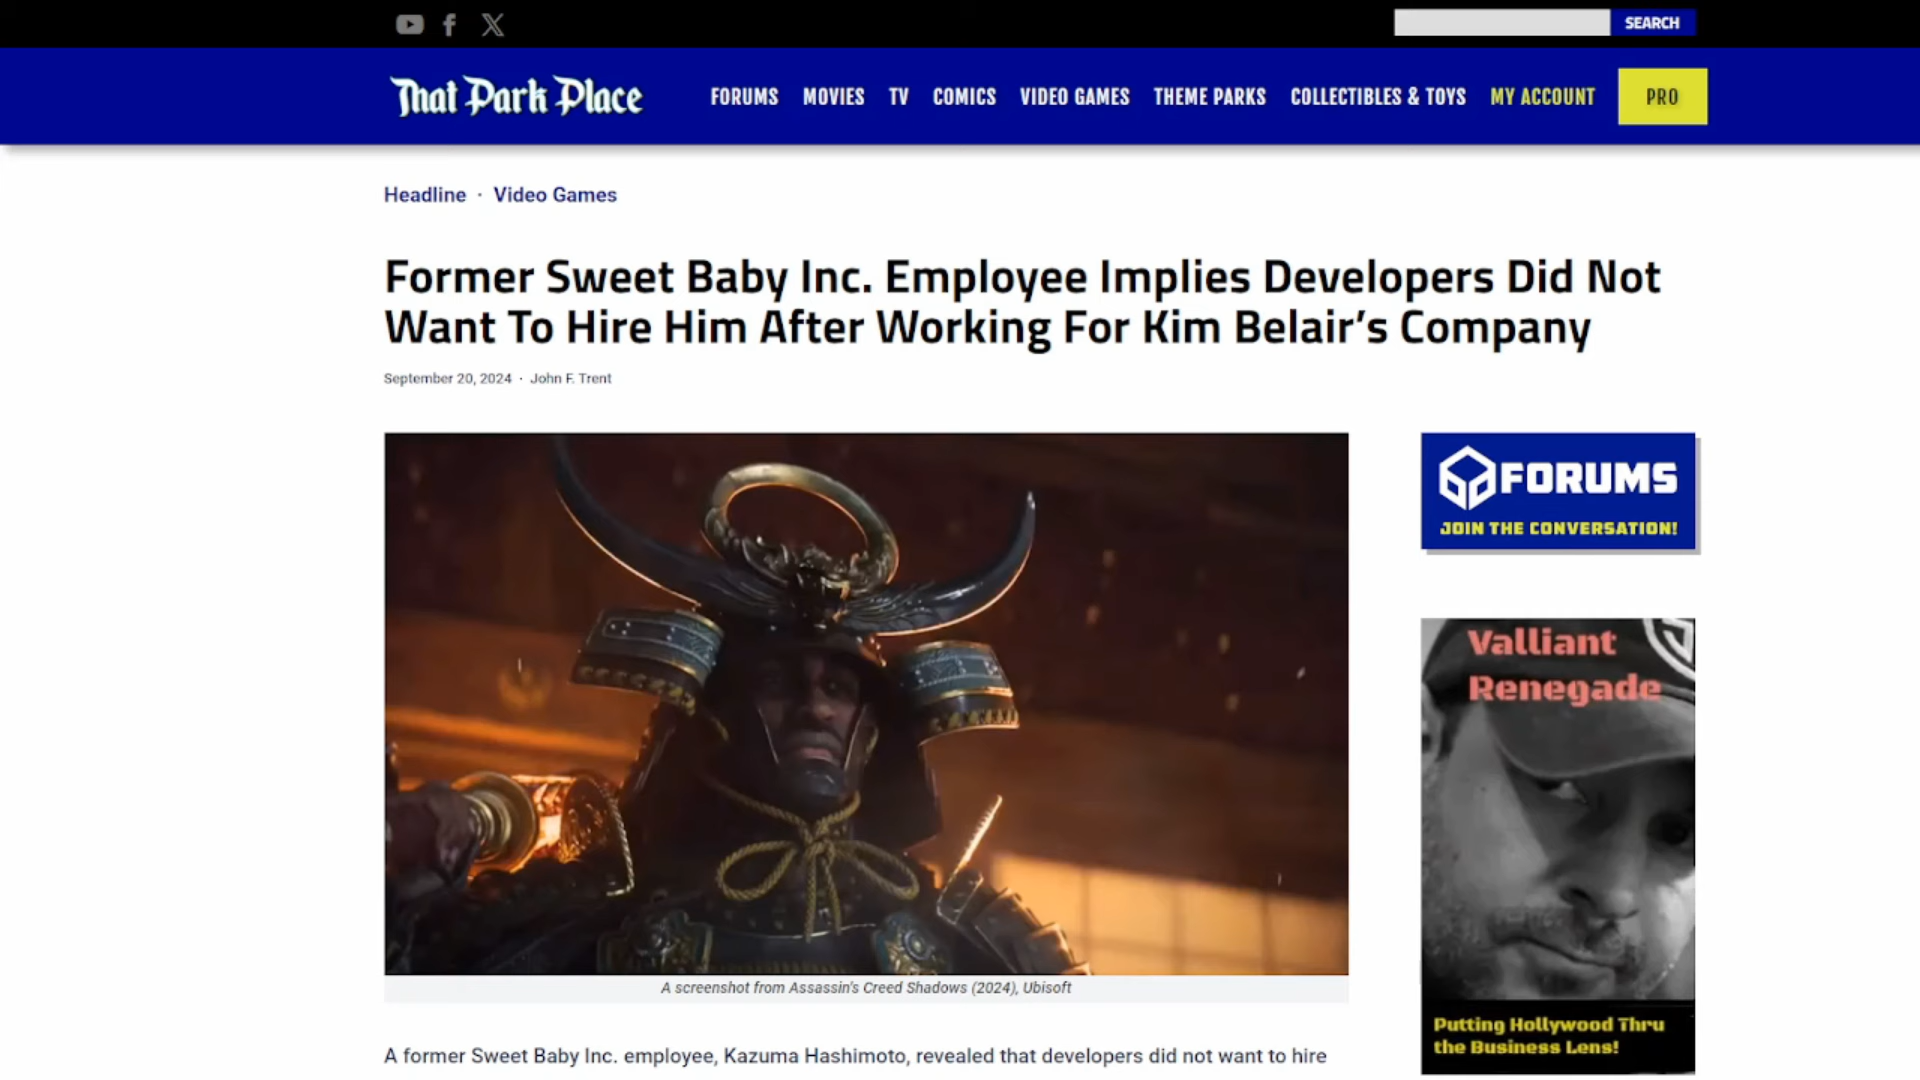 SEARCH
That Park Place
FORUMS MOVIES TV COMICS VIDEO GAMES THEME PARKS COLLECTIBLES & TOYS MY ACCOUNT PRO
Headline · Video Games
Former Sweet Baby Inc. Employee Implies Developers Did Not
Want To Hire Him After Working For Kim Belair’s Company
September 20, 2024 · John F. Trent
FORUMS
JOIN THE CONVERSATION!
Valliant
Renegade
Putting Hollywood Thru
the Business Lens!
A screenshot from Assassin's Creed Shadows (2024), Ubisoft
A former Sweet Baby Inc. employee, Kazuma Hashimoto, revealed that developers did not want to hire